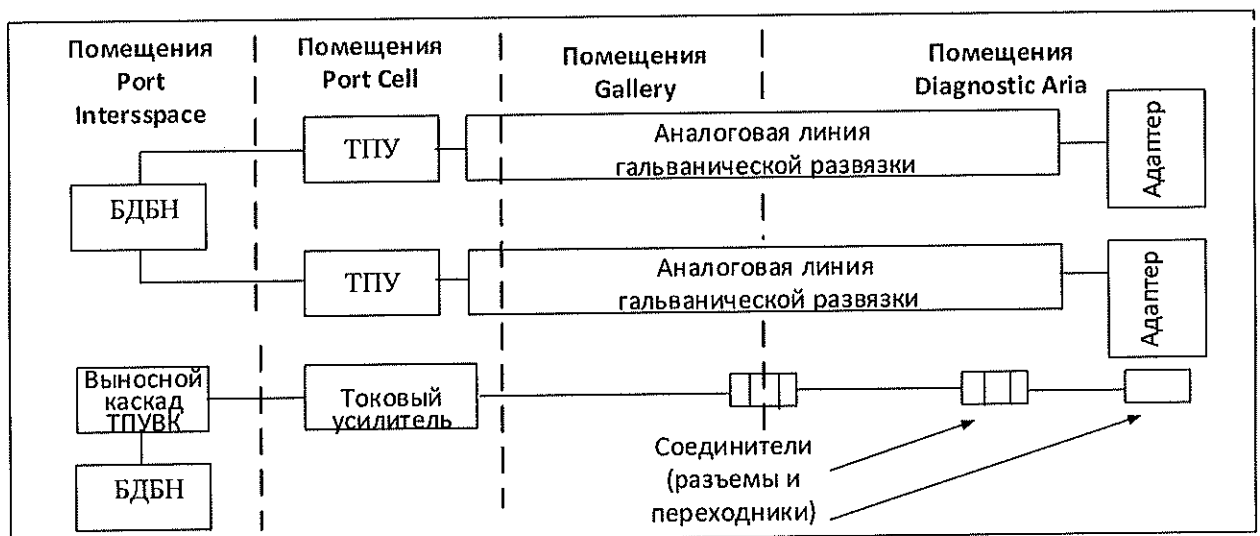 Помещения
Port
Intersspace
Помещения
Port Cell
Помещения
Gallery
Помещения
Diagnostic Aria
БДБН
ТПУ
Аналоговая линия
гальванической развязки
Адаптер
ТПУ
Аналоговая линия
гальванической развязки
Адаптер
Выносной
каскад
ТПУВК
БДБН
Токовый
усилитель
Соединители
(разъемы и
переходники)